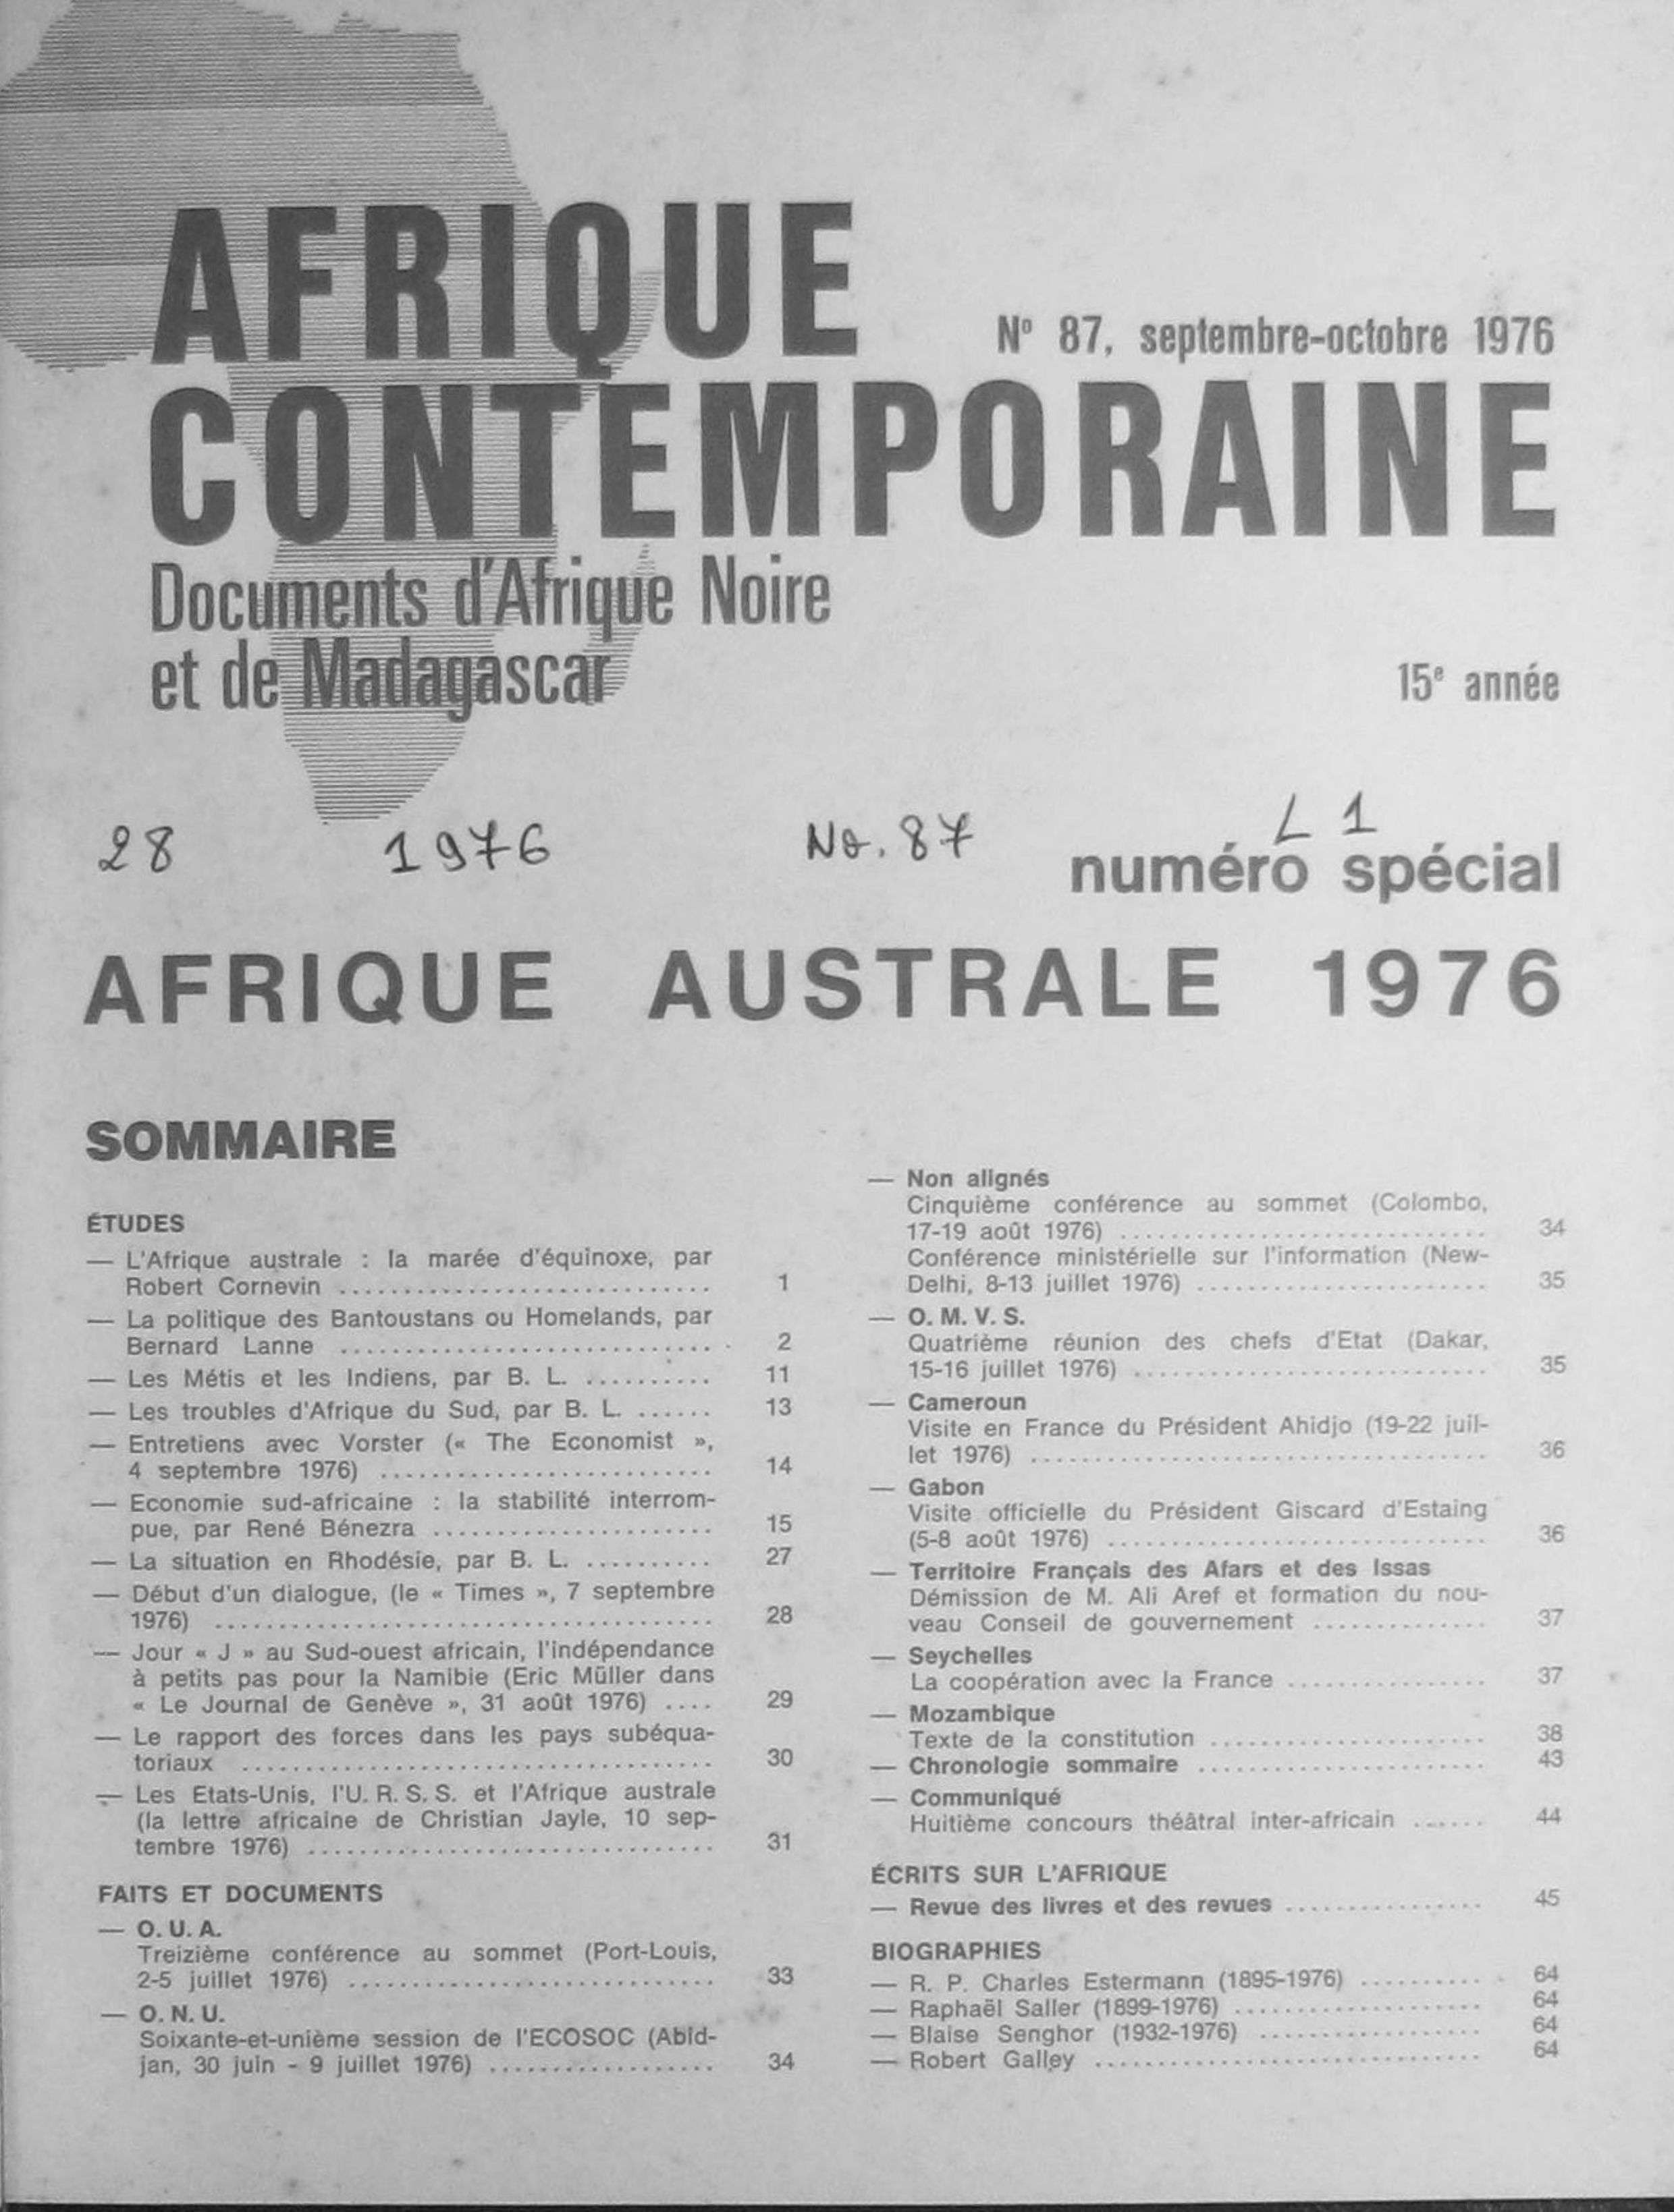 AFRIQUE
N° 87, septembre-octobre 1976
CONTEMPORAINE
Documents d'Afrique Noire
et de Madagascar
15e année
28 1976 No. 87 L 1
numéro spécial
AFRIQUE AUSTRALE 1976
SOMMAIRE
ÉTUDES
— L'Afrique australe : la marée d'équinoxe, par
Robert Cornevin .............................. 1
— La politique des Bantoustans ou Homelands, par
Bernard Lanne .............................. 2
— Les Métis et les Indiens, par B. L. .......... 11
— Les troubles d'Afrique du Sud, par B. L. ...... 13
— Entretiens avec Vorster (« The Economist »,
4 septembre 1976) .......................... 14
— Economie sud-africaine : la stabilité interrom-
pue, par René Bénezra ...................... 15
— La situation en Rhodésie, par B. L. .......... 27
— Début d'un dialogue, (le « Times », 7 septembre
1976) ...................................... 28
— Jour « J » au Sud-ouest africain, l'indépendance
à petits pas pour la Namibie (Eric Müller dans
« Le Journal de Genève », 31 août 1976) .... 29
— Le rapport des forces dans les pays subéqua-
toriaux .................................... 30
— Les Etats-Unis, l'U. R. S. S. et l'Afrique australe
(la lettre africaine de Christian Jayle, 10 sep-
tembre 1976) ................................ 31
FAITS ET DOCUMENTS
— O. U. A.
Treizième conférence au sommet (Port-Louis,
2-5 juillet 1976) ............................ 33
— O. N. U.
Soixante-et-unième session de l'ECOSOC (Abid-
jan, 30 juin - 9 juillet 1976) .................. 34
— Non alignés
Cinquième conférence au sommet (Colombo,
17-19 août 1976) ............................ 34
Conférence ministérielle sur l'information (New-
Delhi, 8-13 juillet 1976) ...................... 35
— O. M. V. S.
Quatrième réunion des chefs d'Etat (Dakar,
15-16 juillet 1976) ............................ 35
— Cameroun
Visite en France du Président Ahidjo (19-22 juil-
let 1976) .................................... 36
— Gabon
Visite officielle du Président Giscard d'Estaing
(5-8 août 1976) .............................. 36
— Territoire Français des Afars et des Issas
Démission de M. Ali Aref et formation du nou-
veau Conseil de gouvernement .............. 37
— Seychelles
La coopération avec la France ................ 37
— Mozambique
Texte de la constitution ...................... 38
— Chronologie sommaire ...................... 43
— Communiqué
Huitième concours théâtral inter-africain ...... 44
ÉCRITS SUR L'AFRIQUE
— Revue des livres et des revues ................ 45
BIOGRAPHIES
— R. P. Charles Estermann (1895-1976) .......... 64
— Raphaël Saller (1899-1976) .................... 64
— Blaise Senghor (1932-1976) .................. 64
— Robert Galley .............................. 64